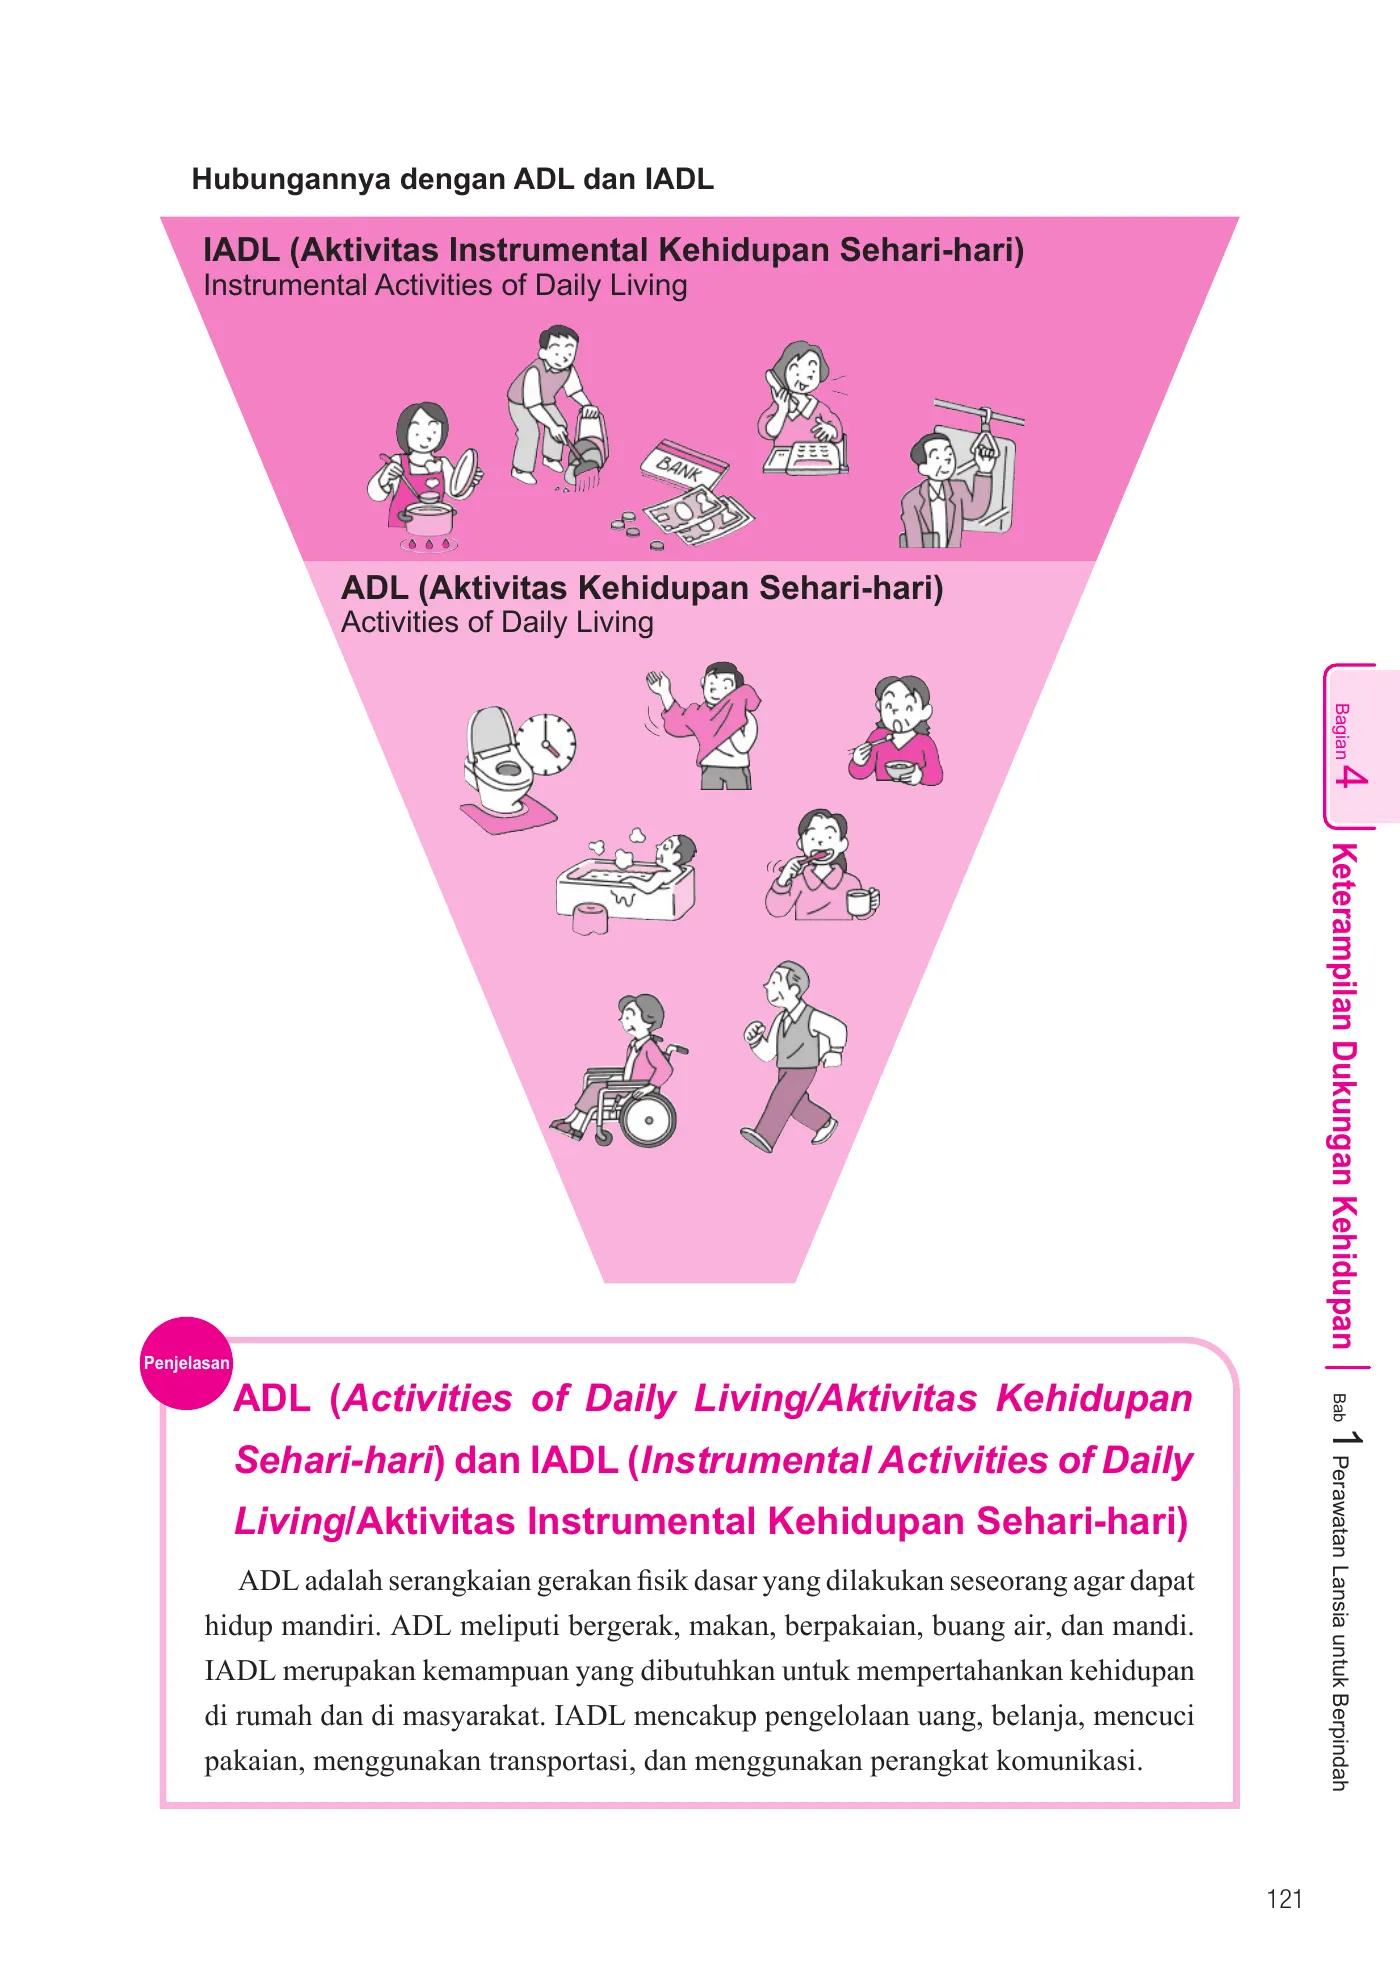 Hubungannya dengan ADL dan IADL
IADL (Aktivitas Instrumental Kehidupan Sehari-hari)
Instrumental Activities of Daily Living
BANK
ADL (Aktivitas Kehidupan Sehari-hari)
Activities of Daily Living
Bagian 4
Keterampilan Dukungan Kehidupan
Bab 1 Perawatan Lansia untuk Berpindah
Penjelasan
ADL (Activities of Daily Living/Aktivitas Kehidupan
Sehari-hari) dan IADL (Instrumental Activities of Daily
Living/Aktivitas Instrumental Kehidupan Sehari-hari)
ADL adalah serangkaian gerakan fisik dasar yang dilakukan seseorang agar dapat
hidup mandiri. ADL meliputi bergerak, makan, berpakaian, buang air, dan mandi.
IADL merupakan kemampuan yang dibutuhkan untuk mempertahankan kehidupan
di rumah dan di masyarakat. IADL mencakup pengelolaan uang, belanja, mencuci
pakaian, menggunakan transportasi, dan menggunakan perangkat komunikasi.
121